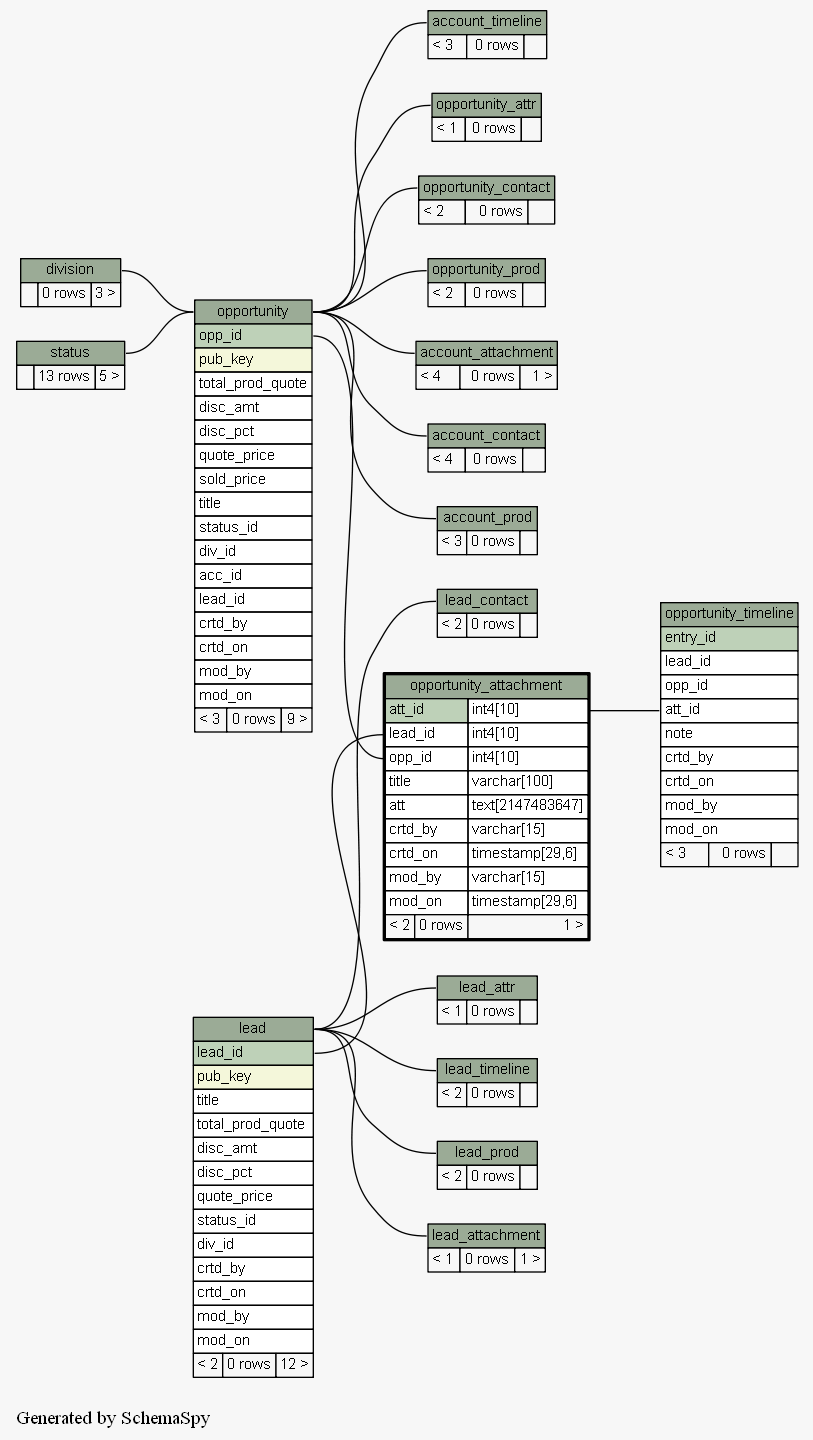 account_timeline
< 3 0 rows
opportunity_attr
< 1 0 rows
opportunity_contact
< 2 0 rows
division
0 rows 3 >
opportunity_prod
< 2 0 rows
status
13 rows 5 >
account_attachment
< 4 0 rows 1 >
account_contact
< 4 0 rows
account_prod
< 3 0 rows
lead_contact
< 2 0 rows
opportunity
opp_id
pub_key
total_prod_quote
disc_amt
disc_pct
quote_price
sold_price
title
status_id
div_id
acc_id
lead_id
crtd_by
crtd_on
mod_by
mod_on
< 3 0 rows 9 >
opportunity_attachment
att_id int4[10]
lead_id int4[10]
opp_id int4[10]
title varchar[100]
att text[2147483647]
crtd_by varchar[15]
crtd_on timestamp[29,6]
mod_by varchar[15]
mod_on timestamp[29,6]
< 2 0 rows 1 >
opportunity_timeline
entry_id
lead_id
opp_id
att_id
note
crtd_by
crtd_on
mod_by
mod_on
< 3 0 rows
lead_attr
< 1 0 rows
lead_timeline
< 2 0 rows
lead_prod
< 2 0 rows
lead_attachment
< 1 0 rows 1 >
lead
lead_id
pub_key
title
total_prod_quote
disc_amt
disc_pct
quote_price
status_id
div_id
crtd_by
crtd_on
mod_by
mod_on
< 2 0 rows 12 >
Generated by SchemaSpy